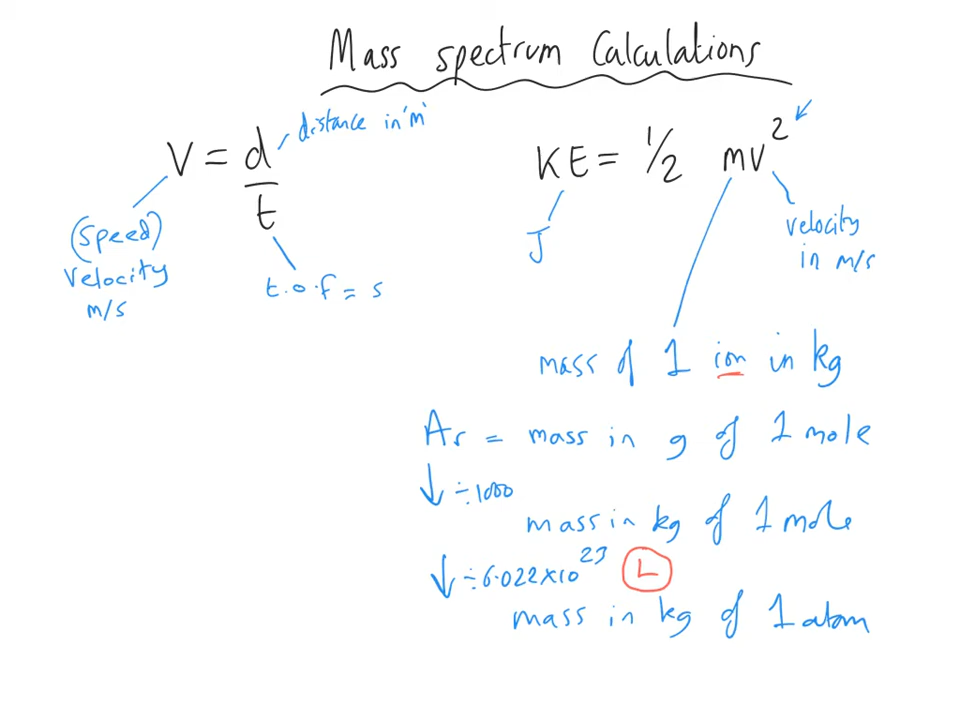 Mass spectrum Calculations
V = d/t
distance in 'm'
(speed)
velocity
m/s
t.o.f = s
KE = 1/2 mv²
J
velocity
in m/s
mass of 1 ion in kg
Ar = mass in g of 1 mole
↓ ÷1000
mass in kg of 1 mole
↓ ÷6.022×10²³ L
mass in kg of 1 atom